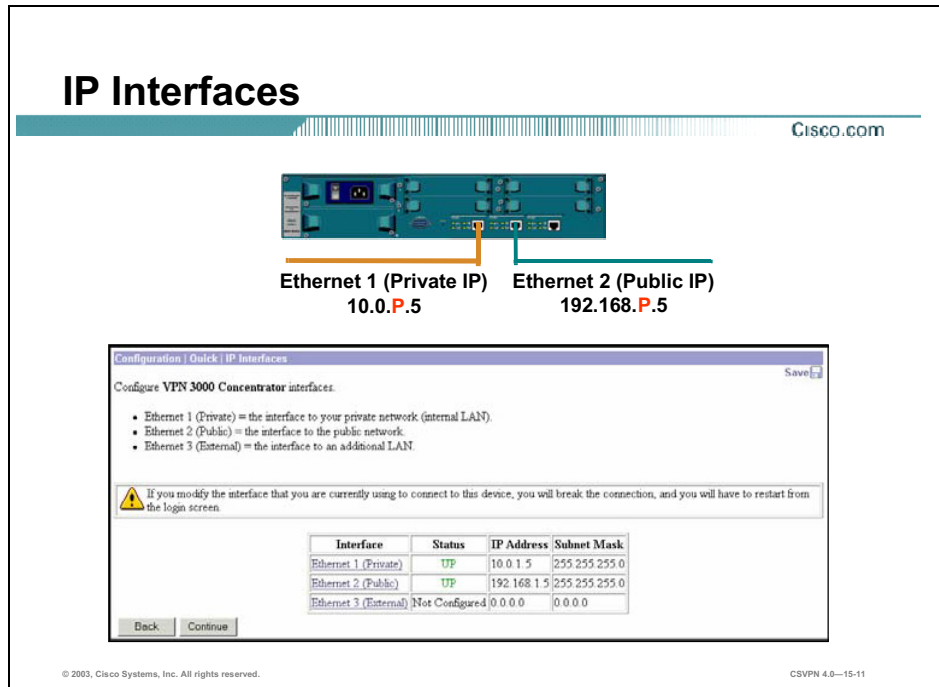 IP Interfaces
Cisco.com
Ethernet 1 (Private IP)
10.0.P.5
Ethernet 2 (Public IP)
192.168.P.5
Configuration | Quick | IP Interfaces
Save
Configure VPN 3000 Concentrator interfaces.
• Ethernet 1 (Private) = the interface to your private network (internal LAN).
• Ethernet 2 (Public) = the interface to the public network.
• Ethernet 3 (External) = the interface to an additional LAN.
If you modify the interface that you are currently using to connect to this device, you will break the connection, and you will have to restart from
the login screen.
Interface Status IP Address Subnet Mask
Ethernet 1 (Private) UP 10.0.1.5 255.255.255.0
Ethernet 2 (Public) UP 192.168.1.5 255.255.255.0
Ethernet 3 (External) Not Configured 0.0.0.0 0.0.0.0
Back Continue
© 2003, Cisco Systems, Inc. All rights reserved.
CSVPN 4.0—15-11